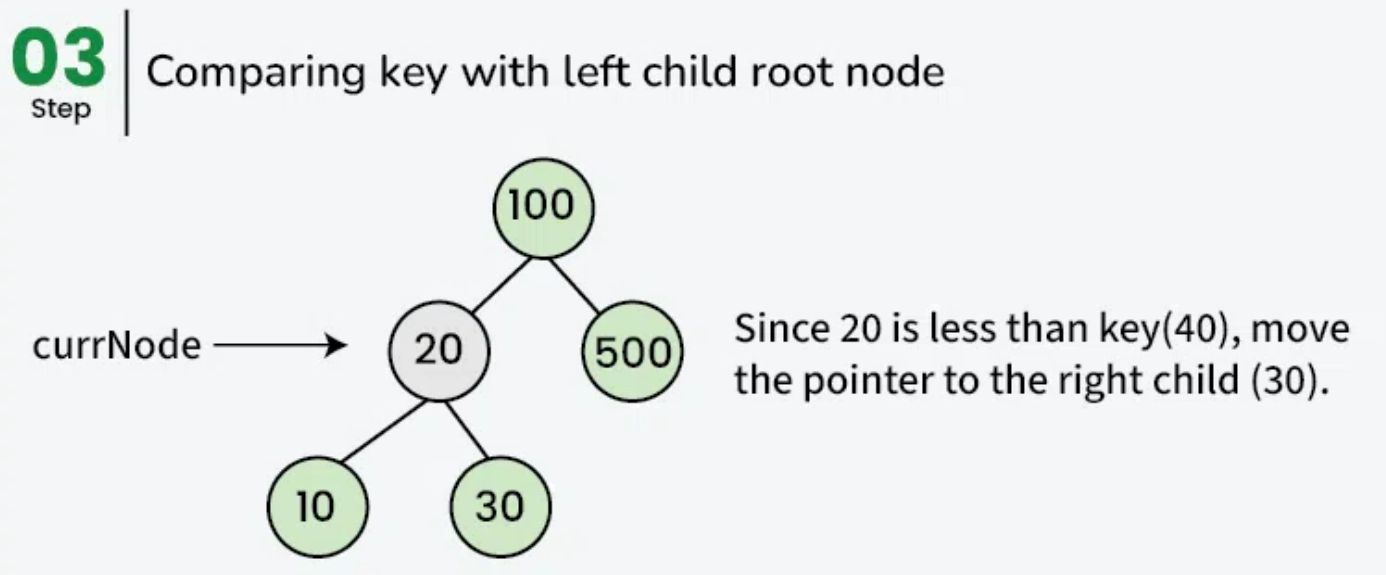 03
Step
Comparing key with left child root node
100
currNode
20
500
Since 20 is less than key(40), move
the pointer to the right child (30).
10
30